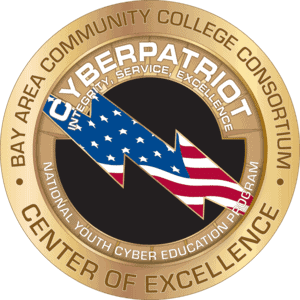 • BAY AREA COMMUNITY COLLEGE CONSORTIUM •
CYBERPATRIOT
INTEGRITY, SERVICE, EXCELLENCE
NATIONAL YOUTH CYBER EDUCATION PROGRAM
CENTER OF EXCELLENCE